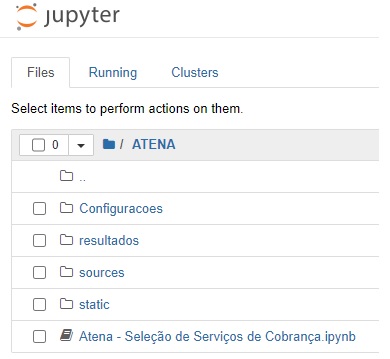 jupyter
Files Running Clusters
Select items to perform actions on them.
0 / ATENA
..
Configuracoes
resultados
sources
static
Atena - Seleção de Serviços de Cobrança.ipynb